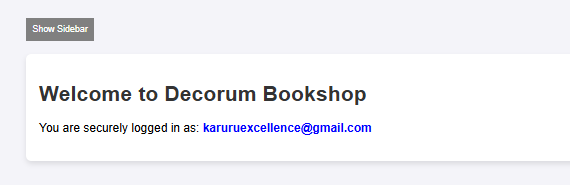 Show Sidebar
Welcome to Decorum Bookshop
You are securely logged in as: karuruexcellence@gmail.com